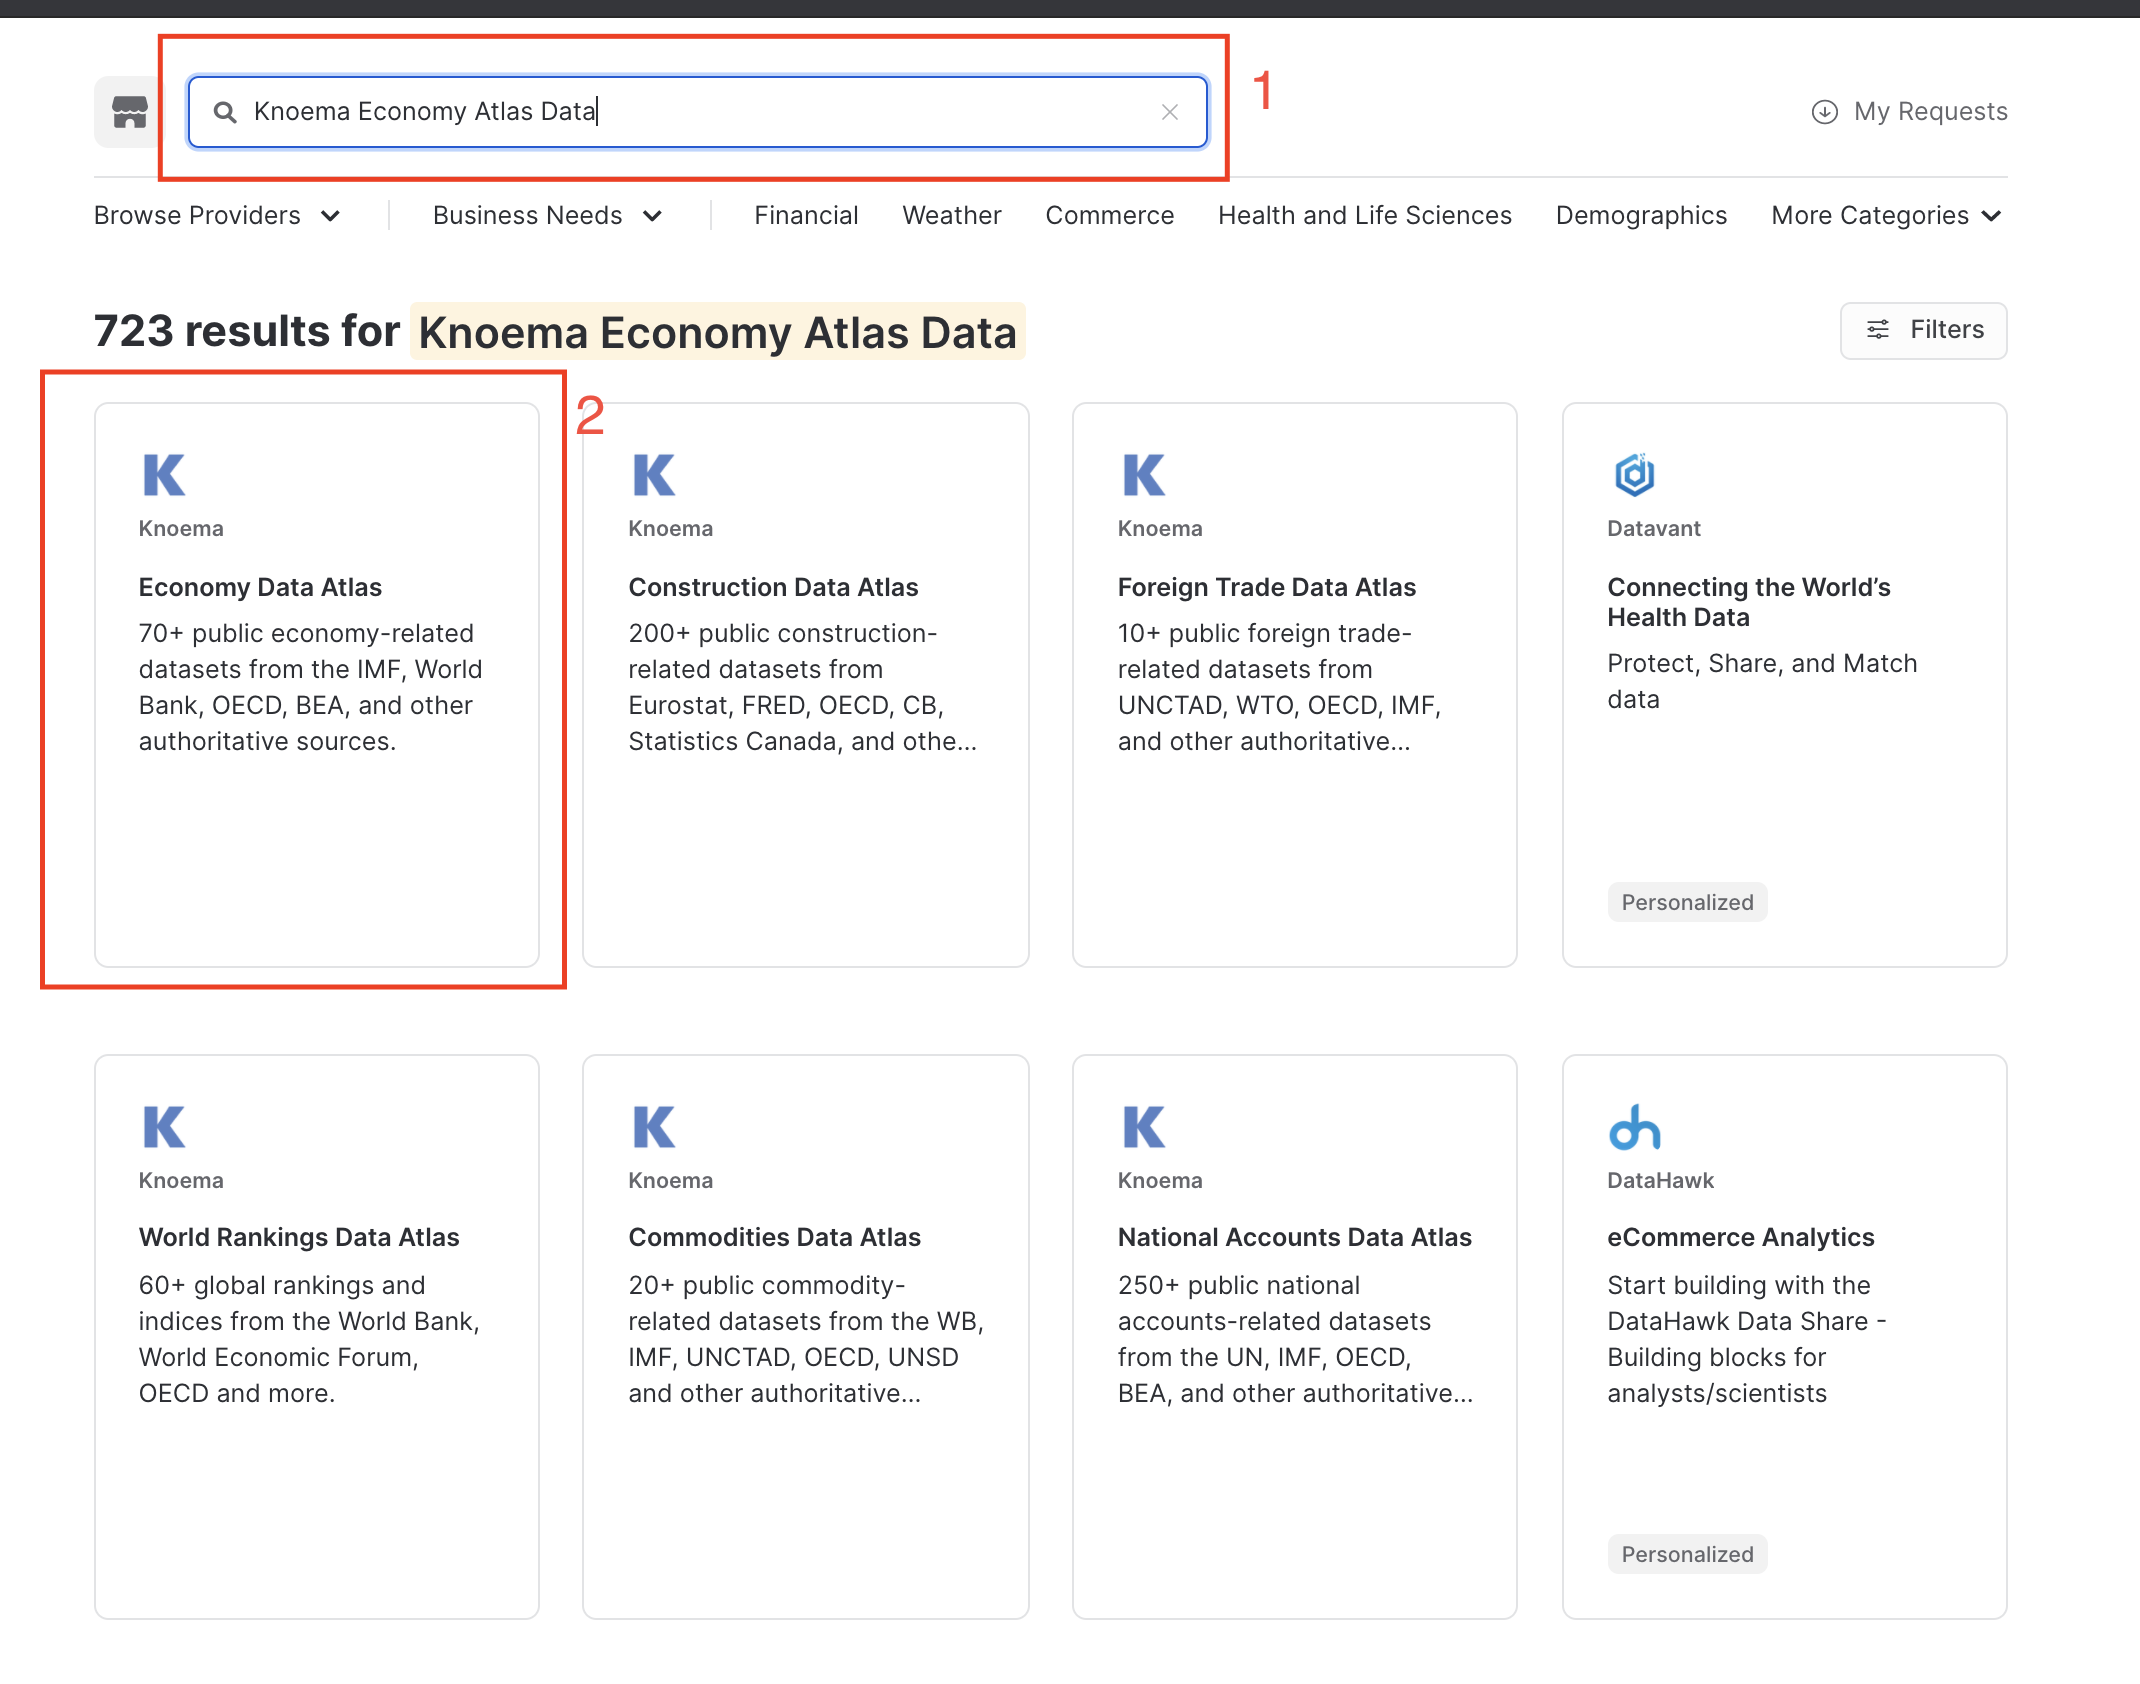 Knoema Economy Atlas Data
1
My Requests
Browse Providers
Business Needs
Financial
Weather
Commerce
Health and Life Sciences
Demographics
More Categories
723 results for Knoema Economy Atlas Data
Filters
2
Knoema
Economy Data Atlas
70+ public economy-related
datasets from the IMF, World
Bank, OECD, BEA, and other
authoritative sources.
Knoema
Construction Data Atlas
200+ public construction-
related datasets from
Eurostat, FRED, OECD, CB,
Statistics Canada, and othe...
Knoema
Foreign Trade Data Atlas
10+ public foreign trade-
related datasets from
UNCTAD, WTO, OECD, IMF,
and other authoritative...
Datavant
Connecting the World’s
Health Data
Protect, Share, and Match
data
Personalized
Knoema
World Rankings Data Atlas
60+ global rankings and
indices from the World Bank,
World Economic Forum,
OECD and more.
Knoema
Commodities Data Atlas
20+ public commodity-
related datasets from the WB,
IMF, UNCTAD, OECD, UNSD
and other authoritative...
Knoema
National Accounts Data Atlas
250+ public national
accounts-related datasets
from the UN, IMF, OECD,
BEA, and other authoritative...
DataHawk
eCommerce Analytics
Start building with the
DataHawk Data Share -
Building blocks for
analysts/scientists
Personalized